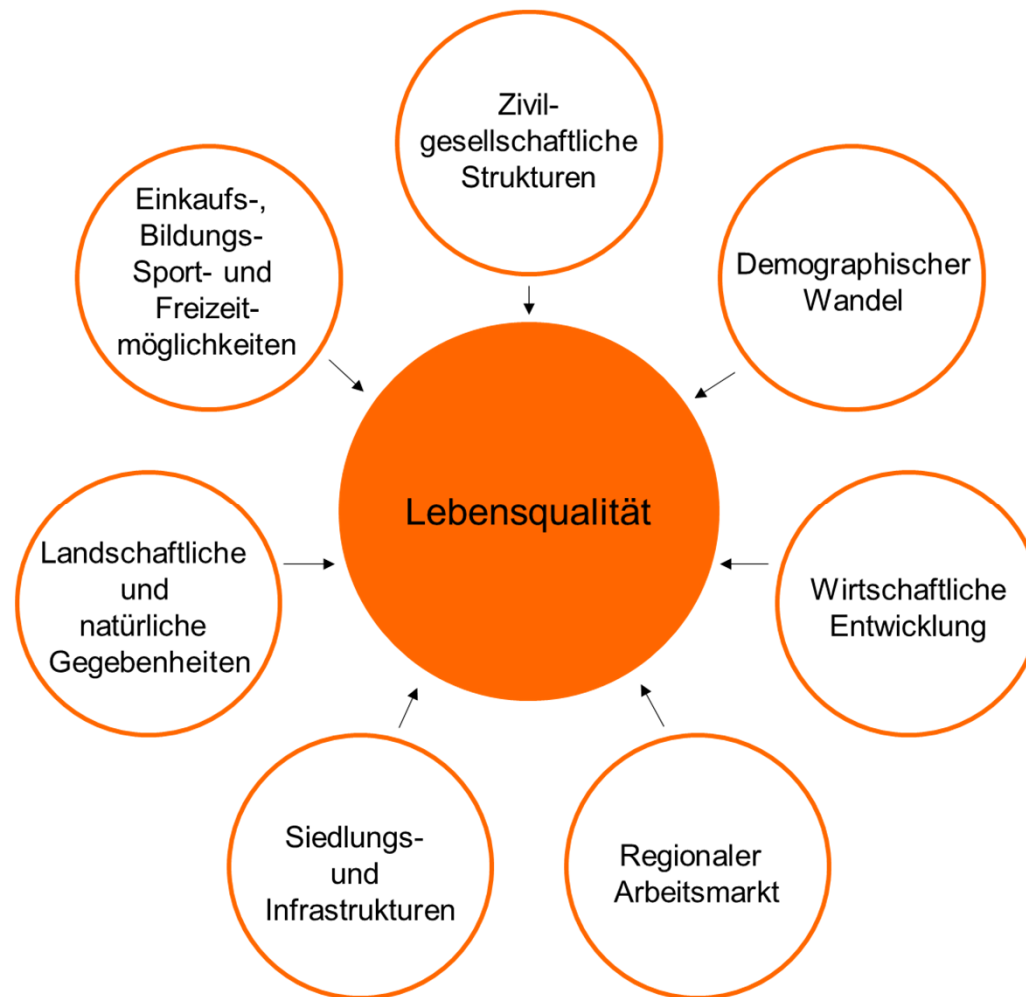 Zivil-
gesellschaftliche
Strukturen
Demographischer
Wandel
Wirtschaftliche
Entwicklung
Regionaler
Arbeitsmarkt
Siedlungs-
und
Infrastrukturen
Landschaftliche
und
natürliche
Gegebenheiten
Einkaufs-,
Bildungs-
Sport- und
Freizeit-
möglichkeiten
Lebensqualität